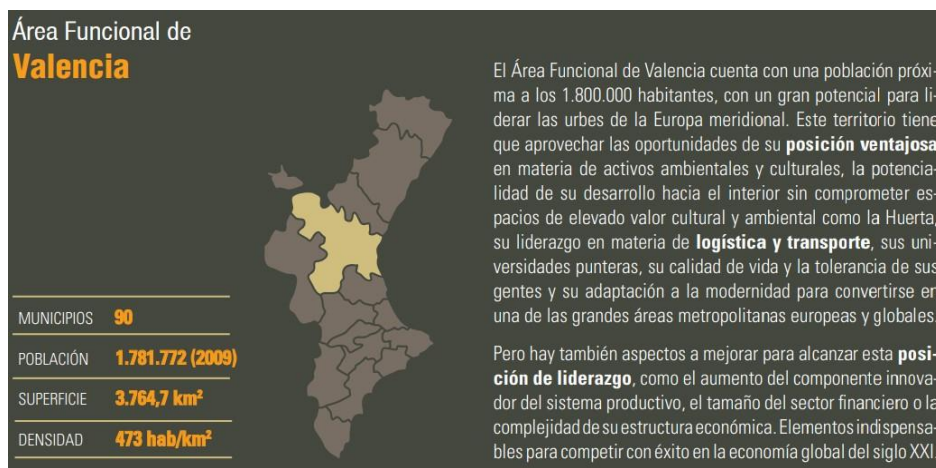 Área Funcional de
Valencia
MUNICIPIOS 90
POBLACIÓN 1.781.772 (2009)
SUPERFICIE 3.764,7 km²
DENSIDAD 473 hab/km²
El Área Funcional de Valencia cuenta con una población próxi-
ma a los 1.800.000 habitantes, con un gran potencial para li-
derar las urbes de la Europa meridional. Este territorio tiene
que aprovechar las oportunidades de su posición ventajosa
en materia de activos ambientales y culturales, la potencia-
lidad de su desarrollo hacia el interior sin comprometer es-
pacios de elevado valor cultural y ambiental como la Huerta,
su liderazgo en materia de logística y transporte, sus uni-
versidades punteras, su calidad de vida y la tolerancia de sus
gentes y su adaptación a la modernidad para convertirse en
una de las grandes áreas metropolitanas europeas y globales.
Pero hay también aspectos a mejorar para alcanzar esta posi-
ción de liderazgo, como el aumento del componente innova-
dor del sistema productivo, el tamaño del sector financiero o la
complejidad de su estructura económica. Elementos indispensa-
bles para competir con éxito en la economía global del siglo XXI.